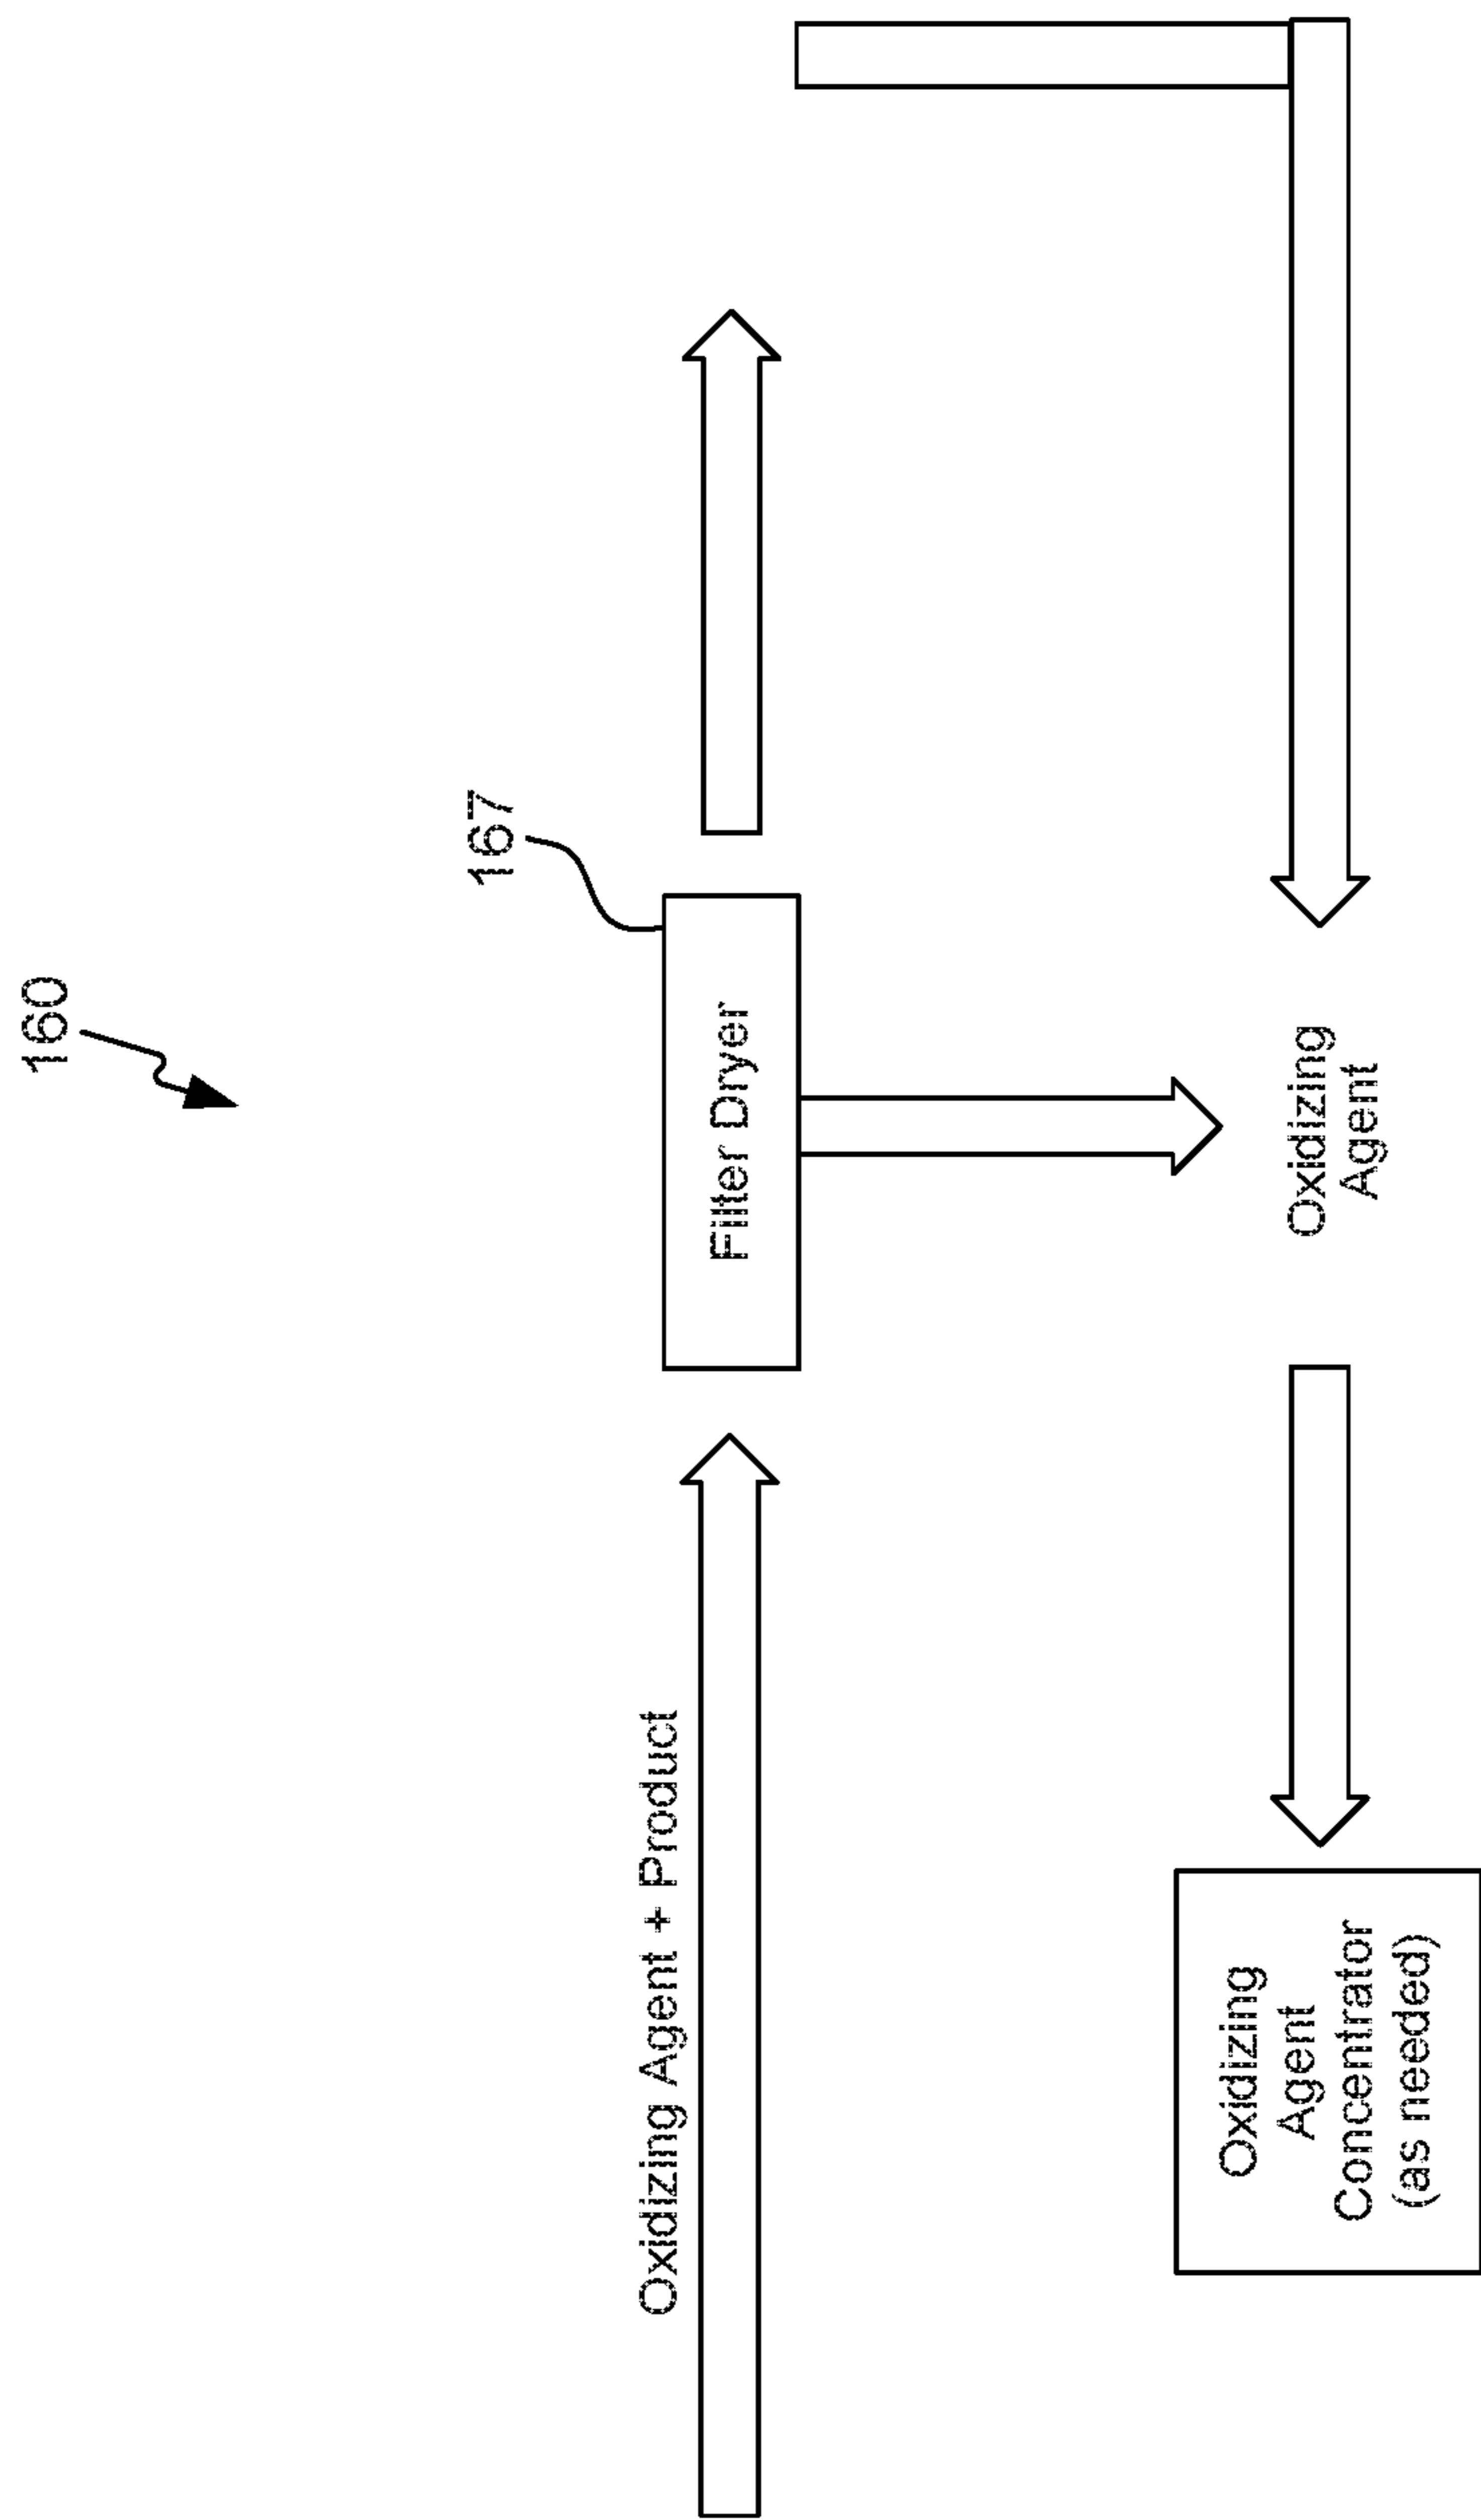 160
167
Oxidizing Agent + Product
Filter Dryer
Oxidizing
Agent
Concentrator
(as needed)
Oxidizing
Agent